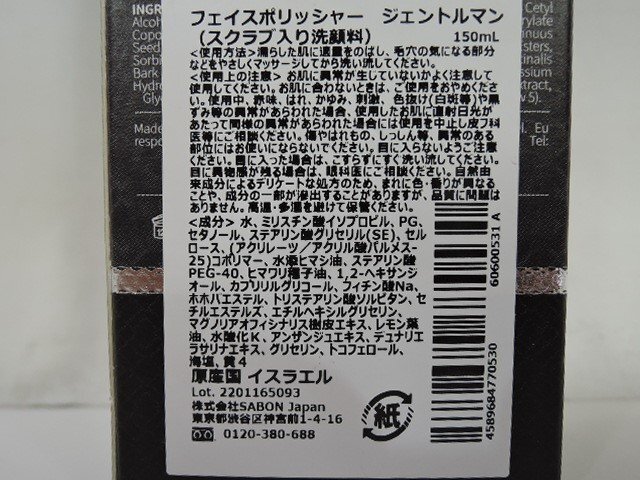 INGR
Alcoh
Copo
Seed
Sorbi
Bark
Hydro
Gly
Made
respon
Cetyl
rylate
sters,
ssium
xtract,
w 5).
l. Eu
Tel:
フェイスポリッシャー ジェントルマン
(スクラブ入り洗顔料) 150mL
<使用方法> 濡らした肌に適量をのばし、毛穴の気になる部分
などをやさしくマッサージしてから洗い流してください。
<使用上の注意> お肌に異常が生じていないかよく注意して
使用してください。お肌に合わないときは、ご使用をおやめくださ
い。使用中、赤味、はれ、かゆみ、刺激、色抜け(白斑等)や黒
ずみ等の異常があらわれた場合、使用したお肌に直射日光が
あたって同様の異常があらわれた場合には使用を中止し皮フ科
医等にご相談ください。傷やはれもの、しっしん等、異常のある
部位にはお使いにならないでください。目に入らないようご注意
ください。目に入った場合は、こすらずにすぐ洗い流してください。
目に異物感が残る場合は、眼科医にご相談ください。自然由
来成分によるデリケートな処方のため、まれに色・香りが異なる
ことや、成分の一部が滲出することがありますが、品質に問題は
ありません。高温・多湿を避けて保管ください。
<成分> 水、ミリスチン酸イソプロピル、PG、
セタノール、ステアリン酸グリセリル(SE)、セル
ロース、(アクリレーツ/アクリル酸パルメス-
25)コポリマー、水添ヒマシ油、ステアリン酸
PEG-40、ヒマワリ種子油、1,2-ヘキサンジ
オール、カプリリルグリコール、フィチン酸Na、
ホホバエステル、トリステアリン酸ソルビタン、セ
チルエステルズ、エチルヘキシルグリセリン、
マグノリアオフィシナリス樹皮エキス、レモン葉
油、水酸化K、アンザンジュエキス、テュナリエ
ラサリナエキス、グリセリン、トコフェロール、
海塩、黄4
原産国 イスラエル
Lot. 2201165093
株式会社SABON Japan
東京都渋谷区神宮前1-4-16
0120-380-688
紙
60600531 A
4589684770530